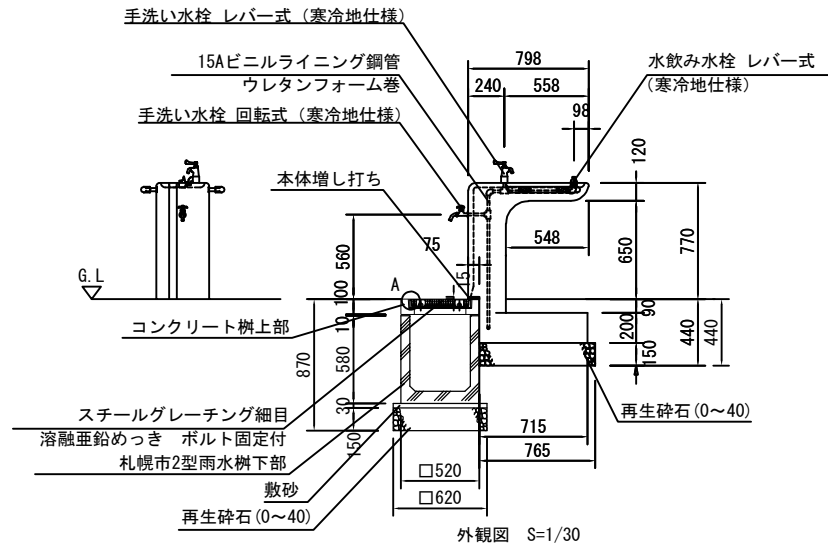 手洗い水栓 レバー式 (寒冷地仕様)
798
15Aビニルライニング鋼管
ウレタンフォーム巻
水飲み水栓 レバー式
(寒冷地仕様)
240
558
98
手洗い水栓 回転式 (寒冷地仕様)
120
本体増し打ち
75
548
560
650
770
15
G.L
A
100
90
コンクリート桝上部
10
200
440
440
870
580
150
スチールグレーチング細目
溶融亜鉛めっき ボルト固定付
30
再生砕石(0～40)
715
札幌市2型雨水桝下部
150
765
□520
敷砂
□620
再生砕石(0～40)
外観図 S=1/30